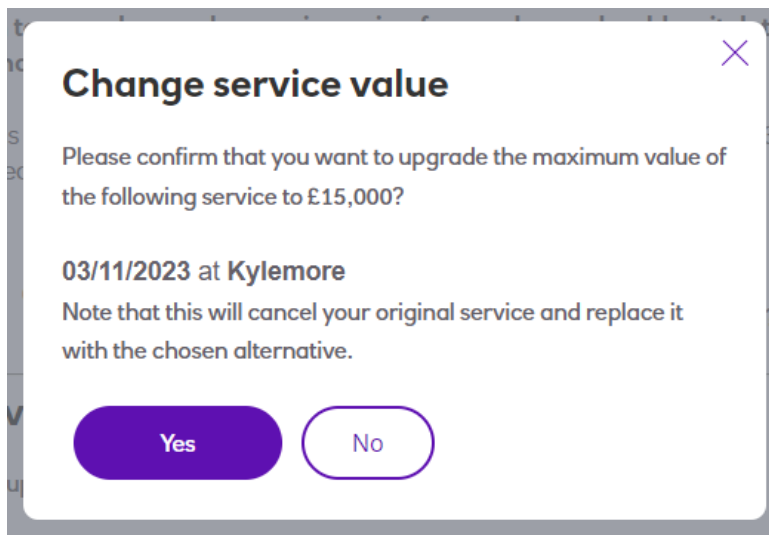 Change service value
Please confirm that you want to upgrade the maximum value of
the following service to £15,000?
03/11/2023 at Kylemore
Note that this will cancel your original service and replace it
with the chosen alternative.
Yes
No